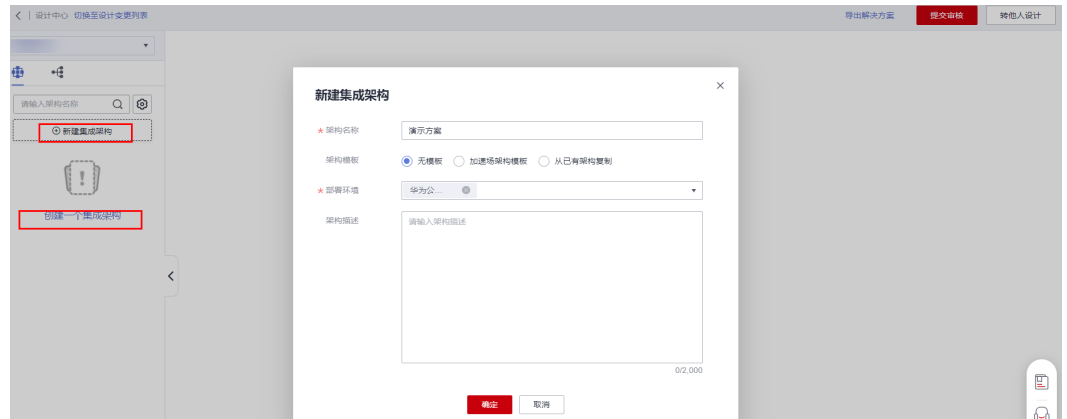 设计中心 切换至设计变更列表
导出解决方案
提交审核
转他人设计
请输入架构名称
新建集成架构
创建一个集成架构
新建集成架构
* 架构名称 演示方案
架构模板 无模板 加速场架构模板 从已有架构复制
* 部署环境 华为公...
架构描述 请输入架构描述
0/2,000
确定 取消